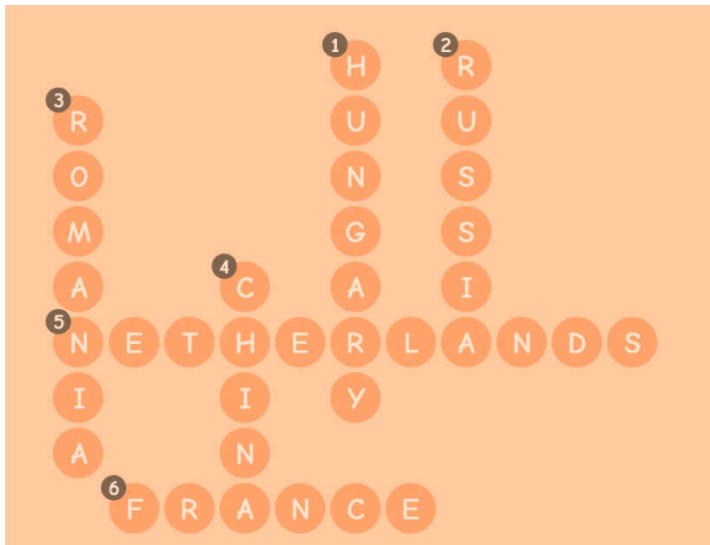 1 HUNGARY
2 RUSSIA
3 ROMANIA
4 CHINA
5 NETHERLANDS
6 FRANCE